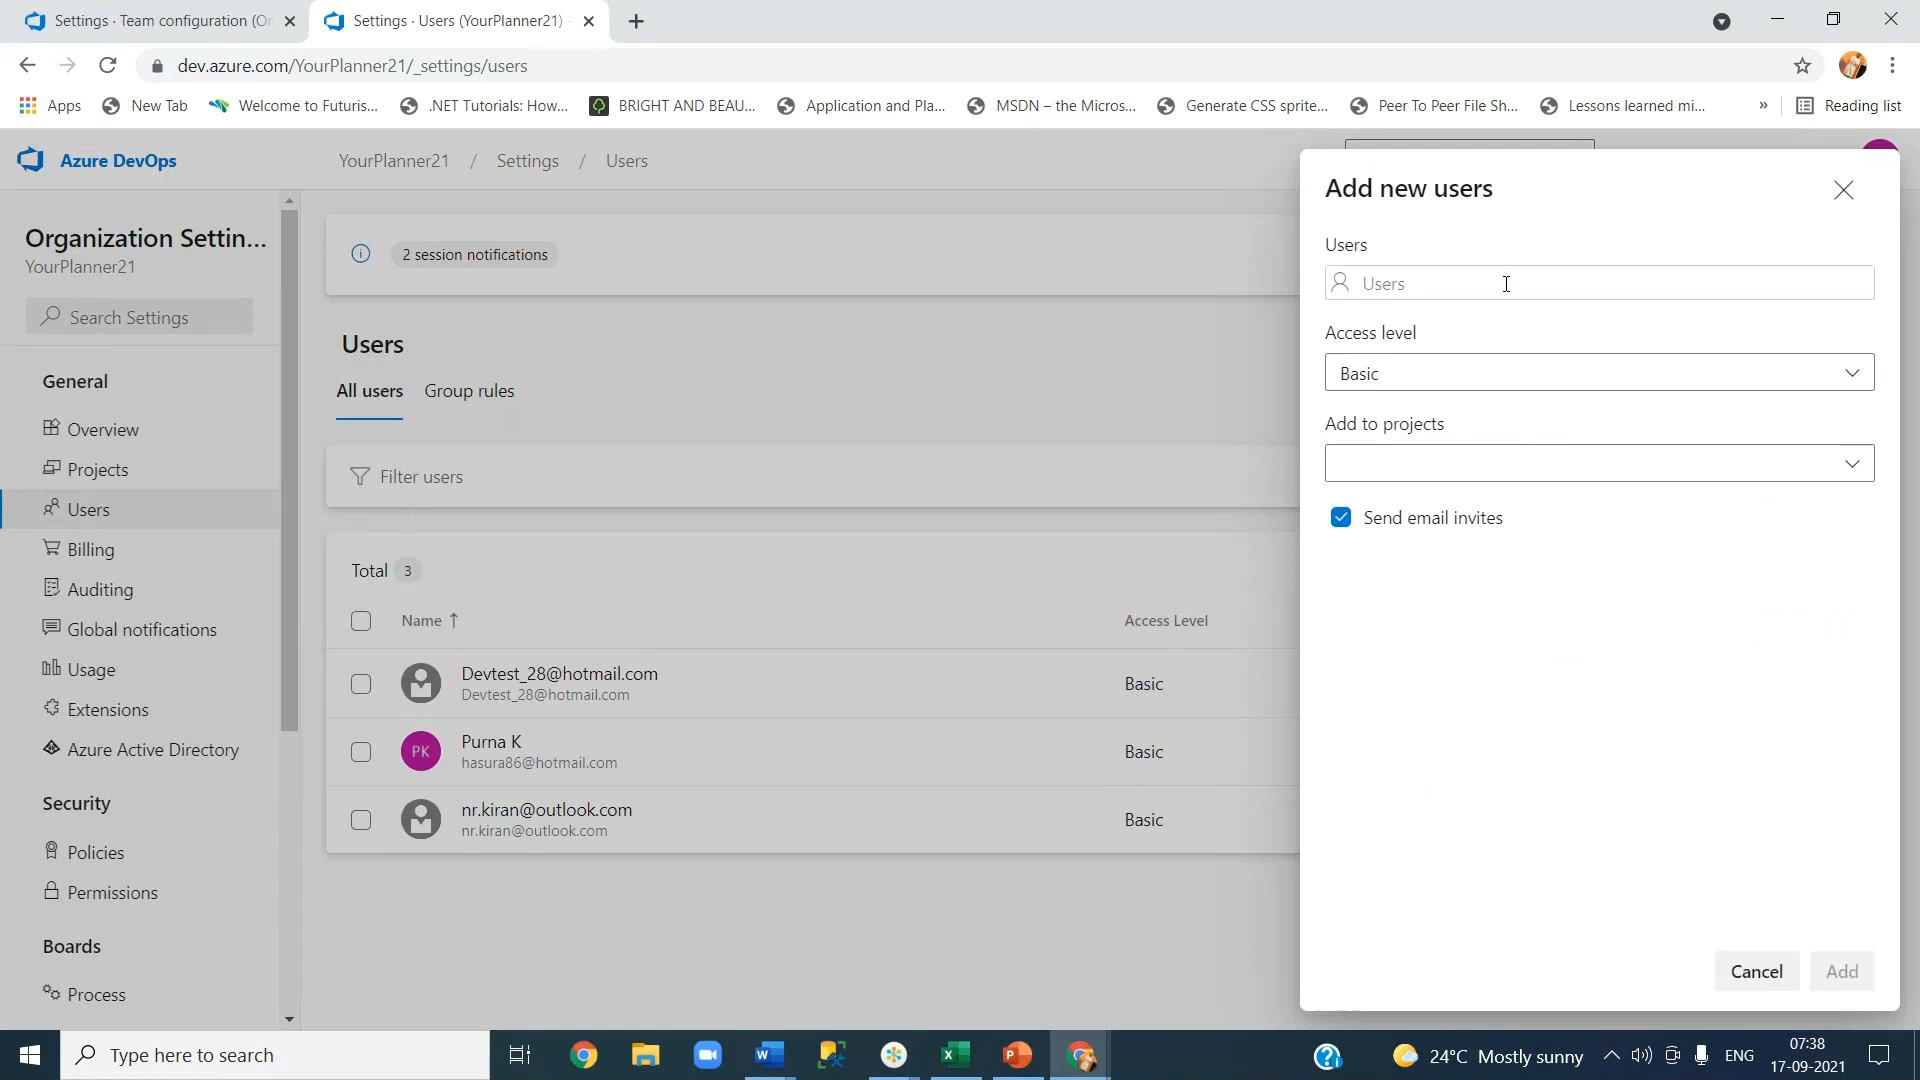 Settings · Team configuration (Or
Settings · Users (YourPlanner21)
dev.azure.com/YourPlanner21/_settings/users
Apps
New Tab
Welcome to Futuris...
.NET Tutorials: How...
BRIGHT AND BEAU...
Application and Pla...
MSDN – the Micros...
Generate CSS sprite...
Peer To Peer File Sh...
Lessons learned mi...
»
Reading list
Azure DevOps
YourPlanner21 / Settings / Users
Organization Settin...
YourPlanner21
Search Settings
General
Overview
Projects
Users
Billing
Auditing
Global notifications
Usage
Extensions
Azure Active Directory
Security
Policies
Permissions
Boards
Process
2 session notifications
Users
All users
Group rules
Filter users
Total 3
Name ↑
Access Level
Devtest_28@hotmail.com
Devtest_28@hotmail.com
Basic
PK
Purna K
hasura86@hotmail.com
Basic
nr.kiran@outlook.com
nr.kiran@outlook.com
Basic
Add new users
Users
Users
Access level
Basic
Add to projects
Send email invites
Cancel
Add
Type here to search
24°C Mostly sunny
ENG
07:38
17-09-2021